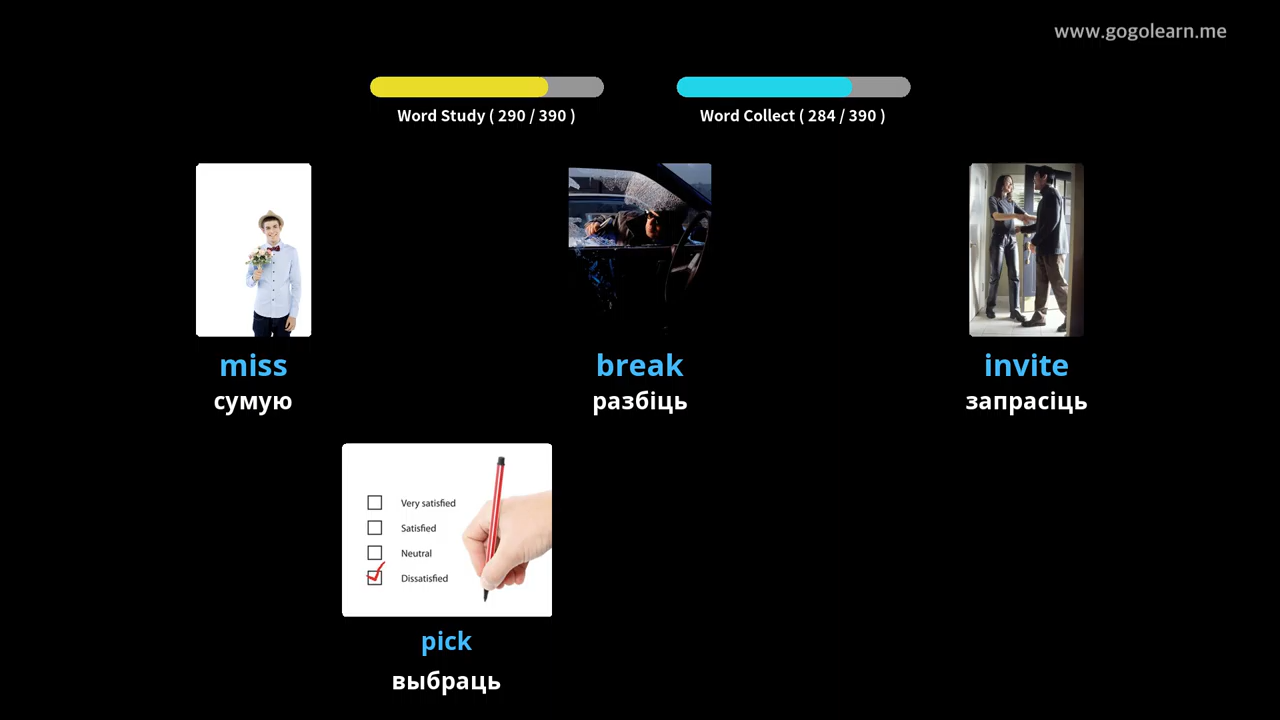 www.gogolearn.me
Word Study ( 290 / 390 )
Word Collect ( 284 / 390 )
miss
сумую
break
разбіць
invite
запрасіць
Very satisfied
Satisfied
Neutral
Dissatisfied
pick
выбраць